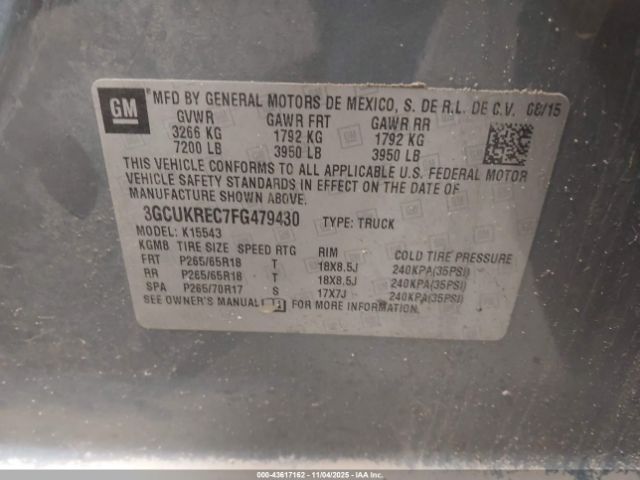 GM
MFD BY GENERAL MOTORS DE MEXICO, S. DE R.L. DE C.V. 08/15
GVWR GAWR FRT GAWR RR
3266 KG 1792 KG 1792 KG
7200 LB 3950 LB 3950 LB
THIS VEHICLE CONFORMS TO ALL APPLICABLE U.S. FEDERAL MOTOR
VEHICLE SAFETY STANDARDS IN EFFECT ON THE DATE OF
MANUFACTURE SHOWN ABOVE.
3GCUKREC7FG479430 TYPE: TRUCK
MODEL: K15543
KGM8 TIRE SIZE SPEED RTG RIM COLD TIRE PRESSURE
FRT P265/65R18 T 18X8.5J 240KPA(35PSI)
RR P265/65R18 T 18X8.5J 240KPA(35PSI)
SPA P265/70R17 S 17X7J 240KPA(35PSI)
SEE OWNER'S MANUAL FOR MORE INFORMATION.
000-43617162 - 11/04/2025 - IAAI.COM